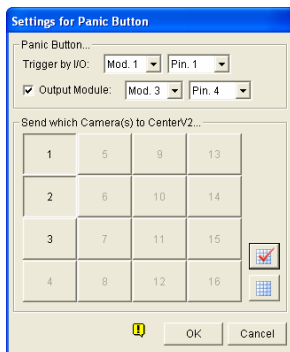 Settings for Panic Button
Panic Button...
Trigger by I/O: Mod. 1 Pin. 1
Output Module: Mod. 3 Pin. 4
Send which Camera(s) to CenterV2...
1 5 9 13
2 6 10 14
3 7 11 15
4 8 12 16
OK Cancel